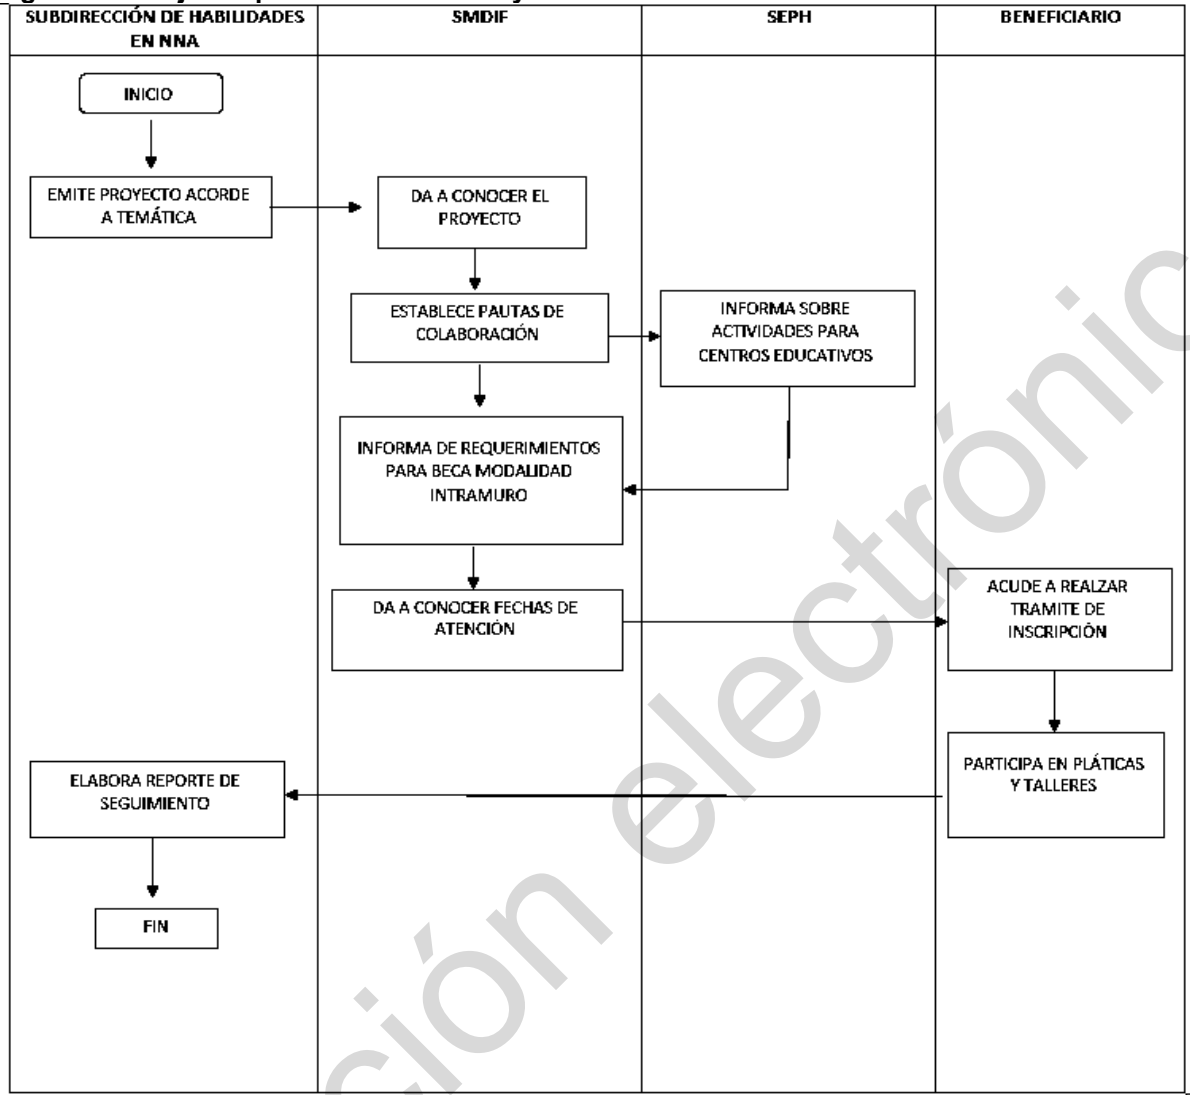 SUBDIRECCIÓN DE HABILIDADES
EN NNA
SMDIF
SEPH
BENEFICIARIO
INICIO
EMITE PROYECTO ACORDE
A TEMÁTICA
DA A CONOCER EL
PROYECTO
ESTABLECE PAUTAS DE
COLABORACIÓN
INFORMA SOBRE
ACTIVIDADES PARA
CENTROS EDUCATIVOS
INFORMA DE REQUERIMIENTOS
PARA BECA MODALIDAD
INTRAMURO
DA A CONOCER FECHAS DE
ATENCIÓN
ACUDE A REALZAR
TRAMITE DE
INSCRIPCIÓN
PARTICIPA EN PLÁTICAS
Y TALLERES
ELABORA REPORTE DE
SEGUIMIENTO
FIN
ción electrónic